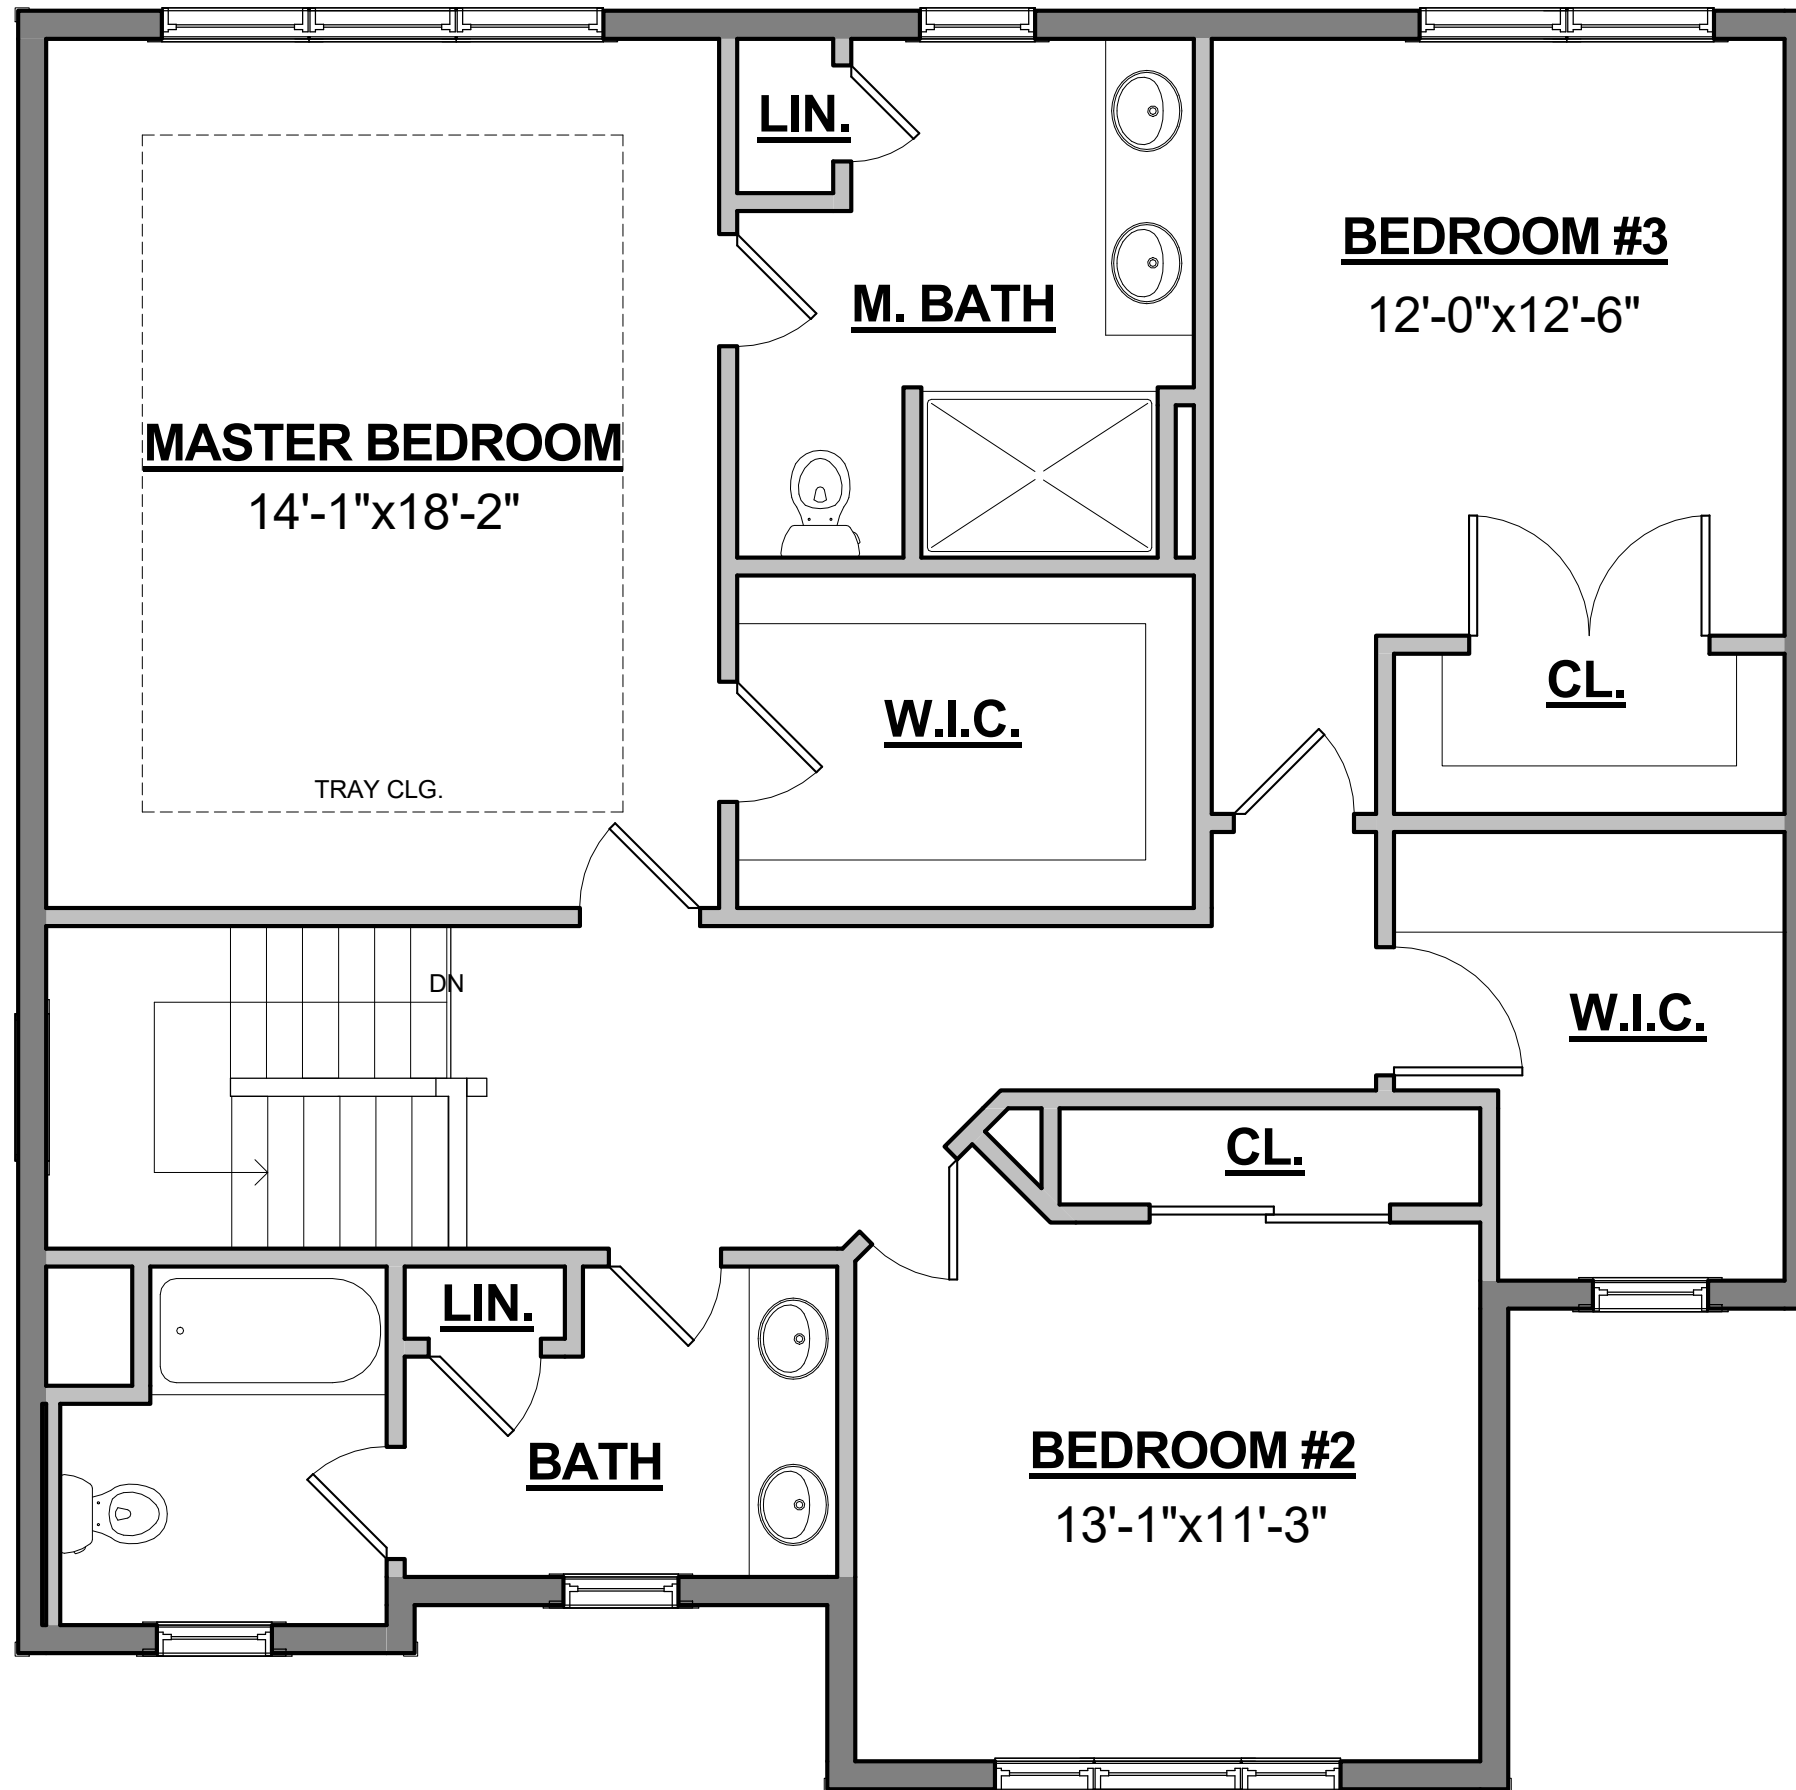 LIN.
BEDROOM #3
12'-0"x12'-6"
M. BATH
MASTER BEDROOM
14'-1"x18'-2"
CL.
W.I.C.
TRAY CLG.
DN
W.I.C.
CL.
LIN.
BATH
BEDROOM #2
13'-1"x11'-3"